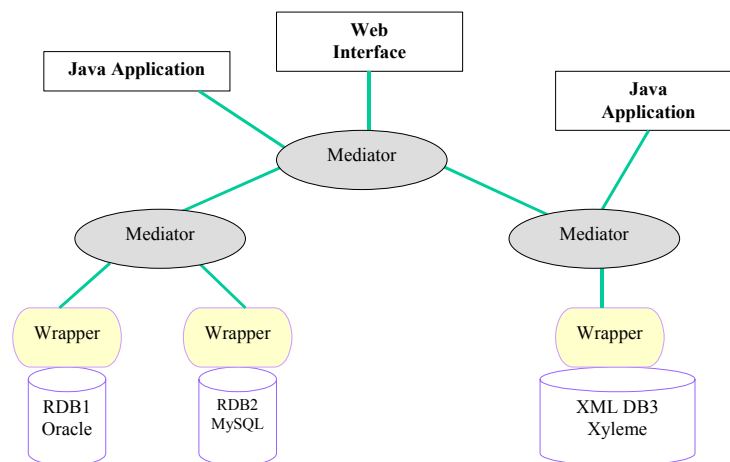 Web
Interface
Java Application
Java
Application
Mediator
Mediator
Mediator
Wrapper
Wrapper
Wrapper
RDB1
Oracle
RDB2
MySQL
XML DB3
Xyleme